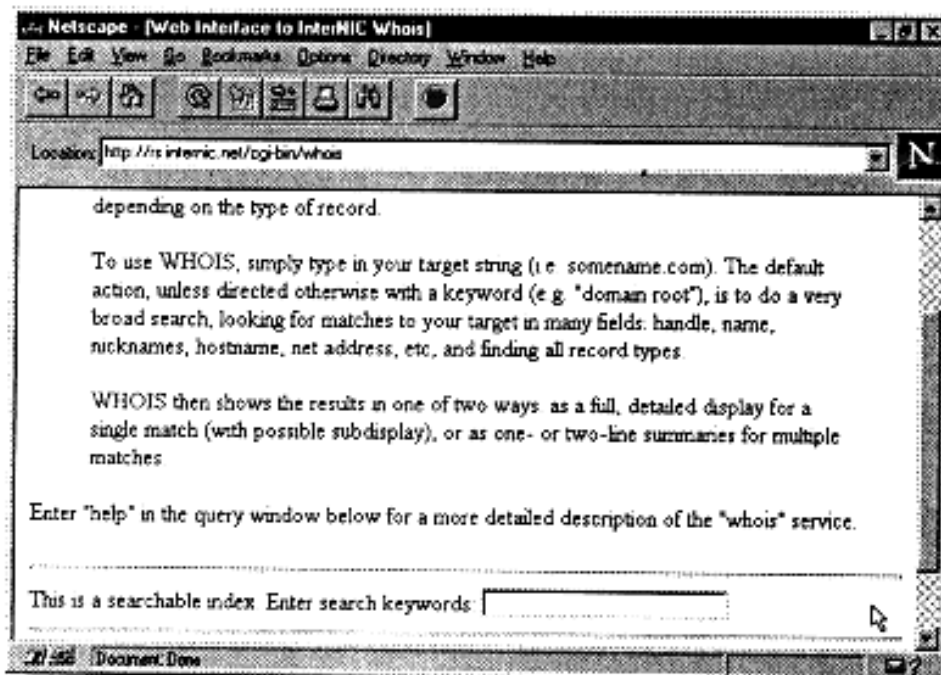 Netscape - [Web Interface to InterNIC Whois]
File Edit View Go Bookmarks Options Directory Window Help
Location: http://rs.internic.net/cgi-bin/whois
N
depending on the type of record.
To use WHOIS, simply type in your target string (i.e. somename.com). The default
action, unless directed otherwise with a keyword (e.g. "domain root"), is to do a very
broad search, looking for matches to your target in many fields: handle, name,
nicknames, hostname, net address, etc, and finding all record types.
WHOIS then shows the results in one of two ways: as a full, detailed display for a
single match (with possible subdisplay), or as one- or two-line summaries for multiple
matches.
Enter "help" in the query window below for a more detailed description of the "whois" service.
This is a searchable index. Enter search keywords:
Document: Done
?